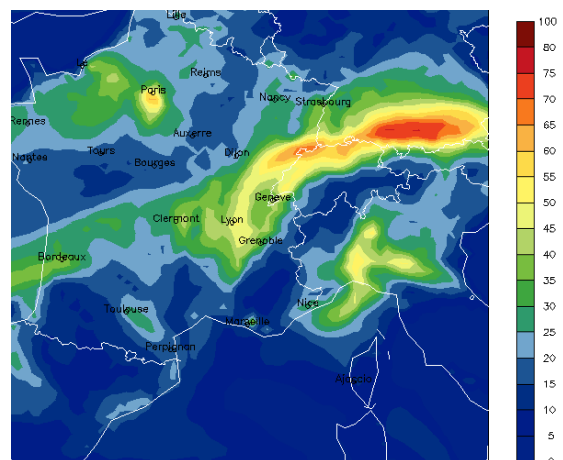 Lille
100
80
Le
Reims
75
Paris
Nancy
Strasbourg
70
Rennes
65
Auxerre
60
Nantes
Tours
Bourges
Dijon
55
Geneve
50
Clermont
Lyon
45
Grenoble
40
Bordeaux
35
Toulouse
Nice
30
Marseille
25
Perpignan
20
Ajaccio
15
10
5
0